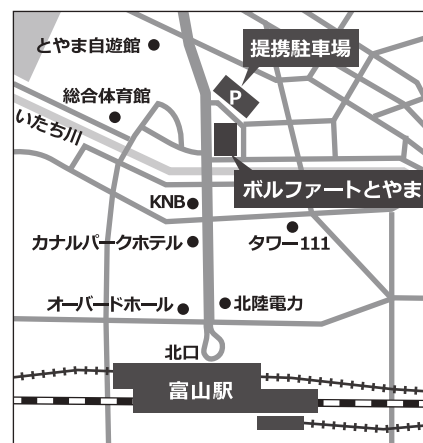 とやま自遊館
提携駐車場
P
総合体育館
いたち川
ボルファートとやま
KNB
カナルパークホテル
タワー111
オーバードホール
北陸電力
北口
富山駅